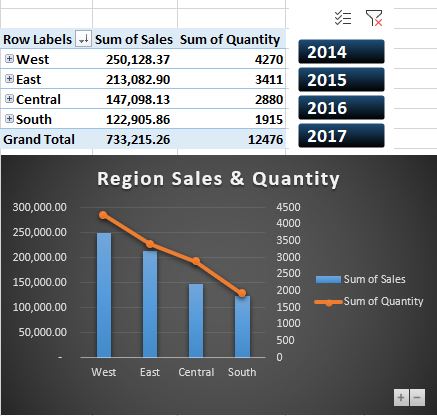 Row Labels Sum of Sales Sum of Quantity
West 250,128.37 4270
East 213,082.90 3411
Central 147,098.13 2880
South 122,905.86 1915
Grand Total 733,215.26 12476
2014
2015
2016
2017
Region Sales & Quantity
300,000.00
250,000.00
200,000.00
150,000.00
100,000.00
50,000.00
-
4500
4000
3500
3000
2500
2000
1500
1000
500
0
West East Central South
Sum of Sales
Sum of Quantity